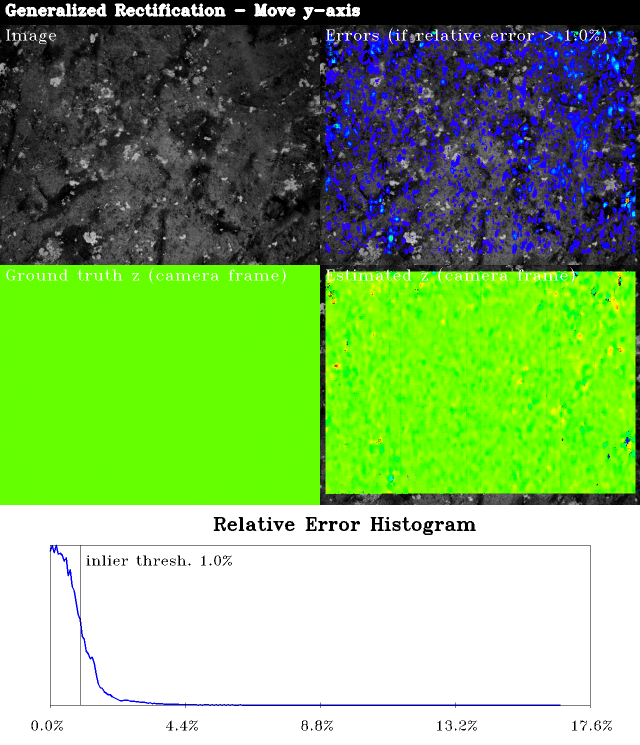 Generalized Rectification - Move y-axis
Image
Errors (if relative error > 1.0%)
Ground truth z (camera frame)
Estimated z (camera frame)
Relative Error Histogram
inlier thresh. 1.0%
0.0% 4.4% 8.8% 13.2% 17.6%